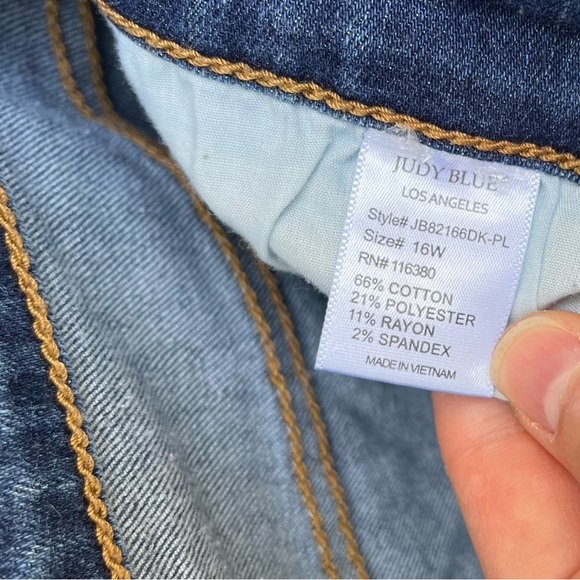 JUDY BLUE®
LOS ANGELES
Style# JB82166DK-PL
Size# 16W
RN# 116380
66% COTTON
21% POLYESTER
11% RAYON
2% SPANDEX
MADE IN VIETNAM